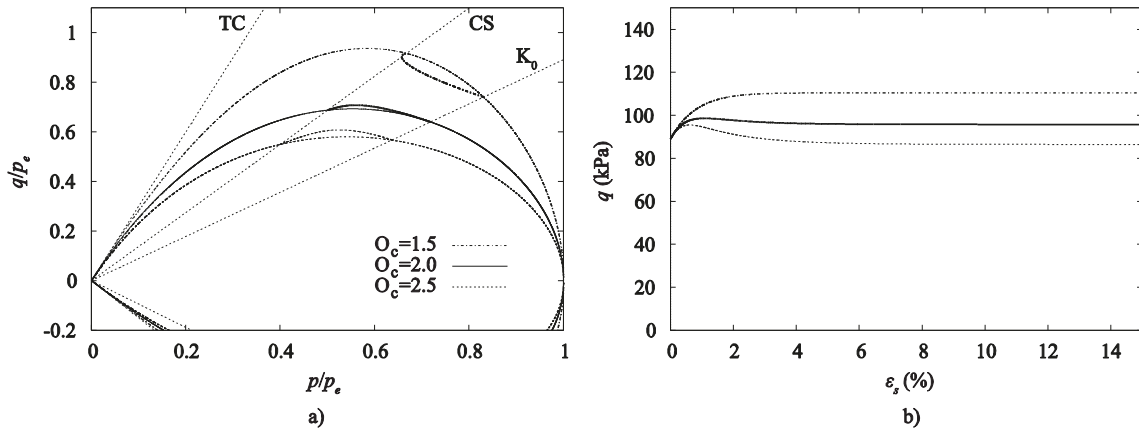 TC
CS
K0
1
0.8
0.6
0.4
0.2
0
-0.2
q/pe
Oc=1.5
Oc=2.0
Oc=2.5
0 0.2 0.4 0.6 0.8 1
p/pe
a)
140
120
100
80
60
40
20
0
q (kPa)
0 2 4 6 8 10 12 14
εs (%)
b)